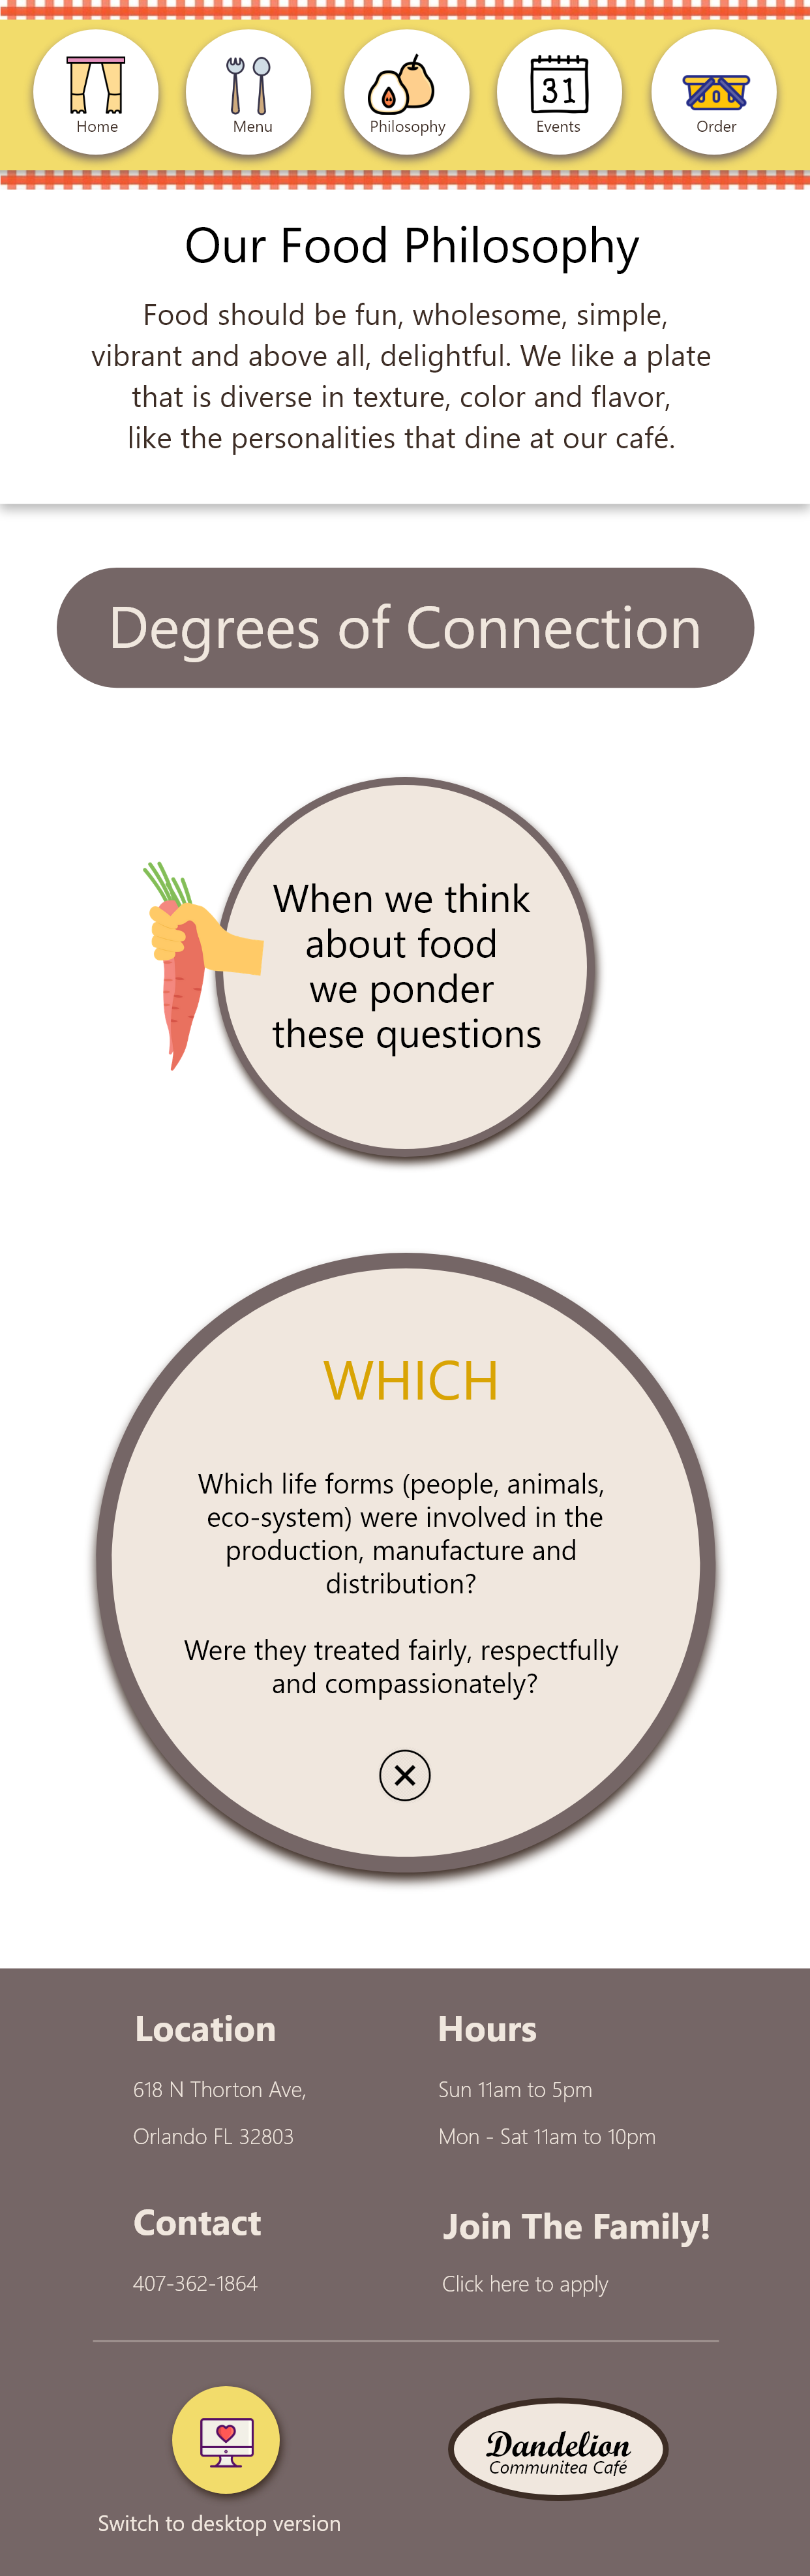 Home
Menu
Philosophy
31
Events
Order
Our Food Philosophy
Food should be fun, wholesome, simple,
vibrant and above all, delightful. We like a plate
that is diverse in texture, color and flavor,
like the personalities that dine at our café.
Degrees of Connection
When we think
about food
we ponder
these questions
WHICH
Which life forms (people, animals,
eco-system) were involved in the
production, manufacture and
distribution?
Were they treated fairly, respectfully
and compassionately?
Location
618 N Thorton Ave,
Orlando FL 32803
Hours
Sun 11am to 5pm
Mon - Sat 11am to 10pm
Contact
407-362-1864
Join The Family!
Click here to apply
Switch to desktop version
Dandelion
Communitea Café